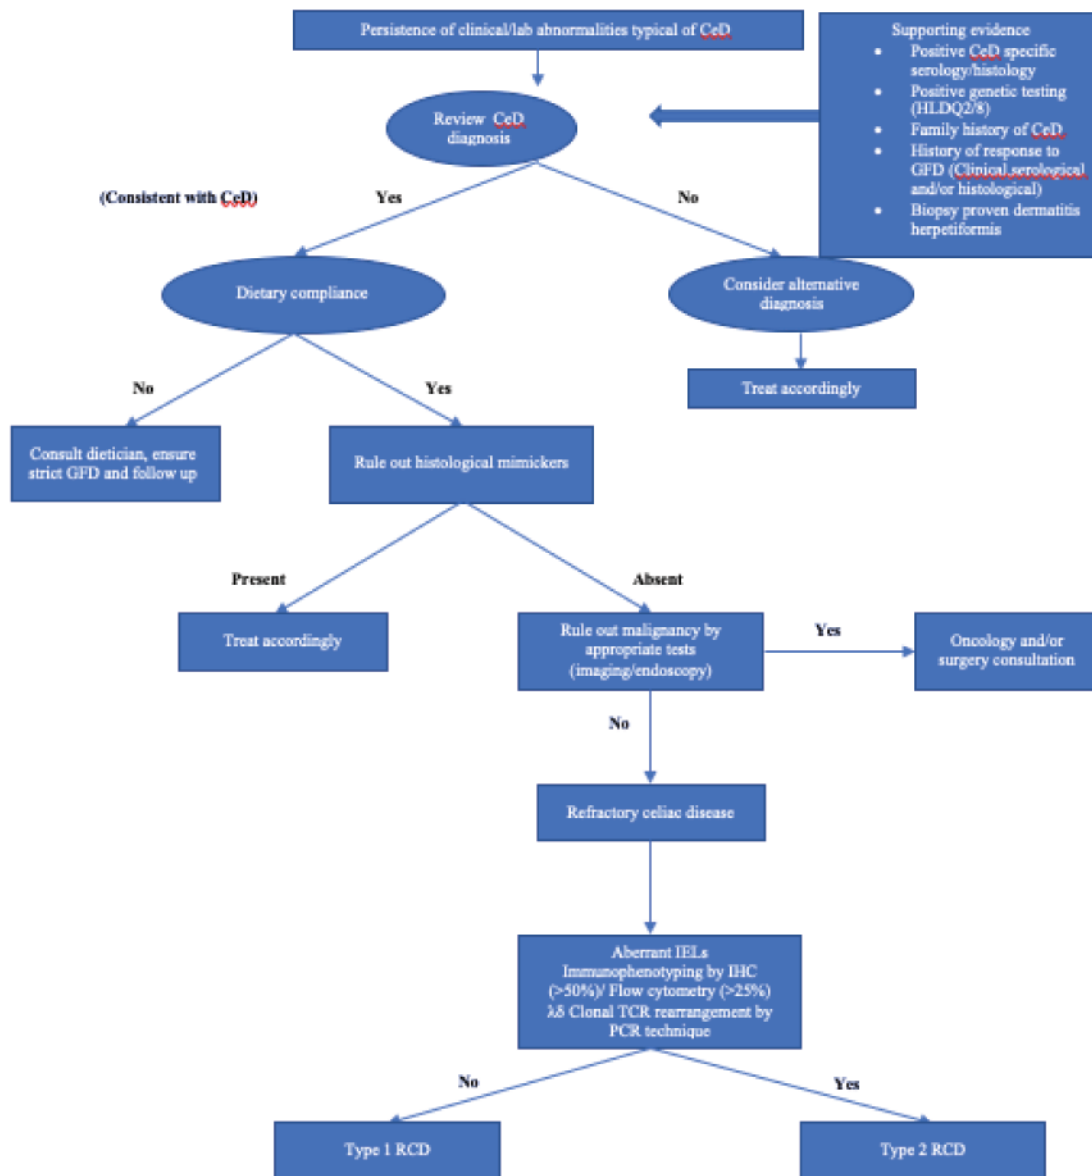 Persistence of clinical/lab abnormalities typical of CeD
Supporting evidence
• Positive CeD specific
serology/histology
• Positive genetic testing
(HLDQ2/8)
• Family history of CeD
• History of response to
GFD (Clinical,serological
and/or histological)
• Biopsy proven dermatitis
herpetiformis
Review CeD
diagnosis
(Consistent with CeD)
Yes
No
Dietary compliance
Consider alternative
diagnosis
No
Yes
Treat accordingly
Consult dietician, ensure
strict GFD and follow up
Rule out histological mimickers
Present
Absent
Treat accordingly
Rule out malignancy by
appropriate tests
(imaging/endoscopy)
Yes
Oncology and/or
surgery consultation
No
Refractory celiac disease
Aberrant IELs
Immunophenotyping by IHC
(>50%)/ Flow cytometry (>25%)
λδ Clonal TCR rearrangement by
PCR technique
No
Yes
Type 1 RCD
Type 2 RCD